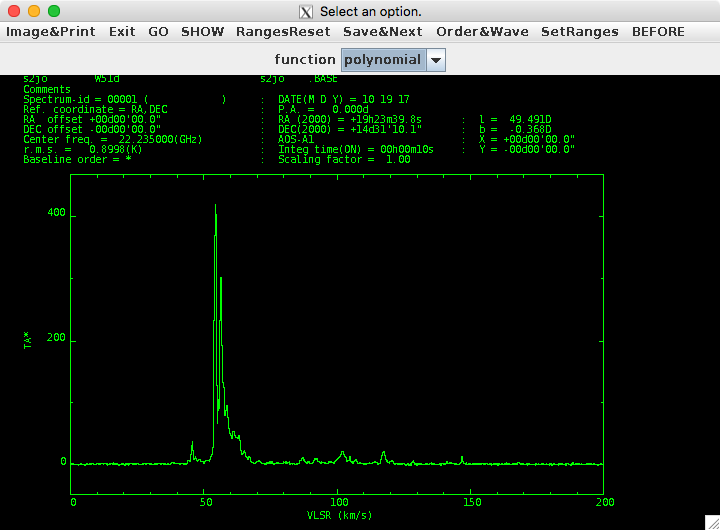 Select an option.
Image&Print Exit GO SHOW RangesReset Save&Next Order&Wave SetRanges BEFORE
function polynomial
s2jo W51d s2jo .BASE
Comments
Spectrum-id = 00001 ( ) : DATE(M D Y) = 10 19 17
Ref. coordinate = RA,DEC : P.A. = 0.000d
RA offset +00d00'00.0" : RA (2000) = +19h23m39.8s : l = 49.491D
DEC offset -00d00'00.0" : DEC(2000) = +14d31'10.1" : b = -0.368D
Center freq. = 22.235000(GHz) : AOS-A1 : X = +00d00'00.0"
r.m.s. = 0.8998(K) : Integ time(ON) = 00h00m10s : Y = -00d00'00.0"
Baseline order = * : Scaling factor = 1.00
400
200
TA*
0
0 50 100 150 200
VLSR (km/s)